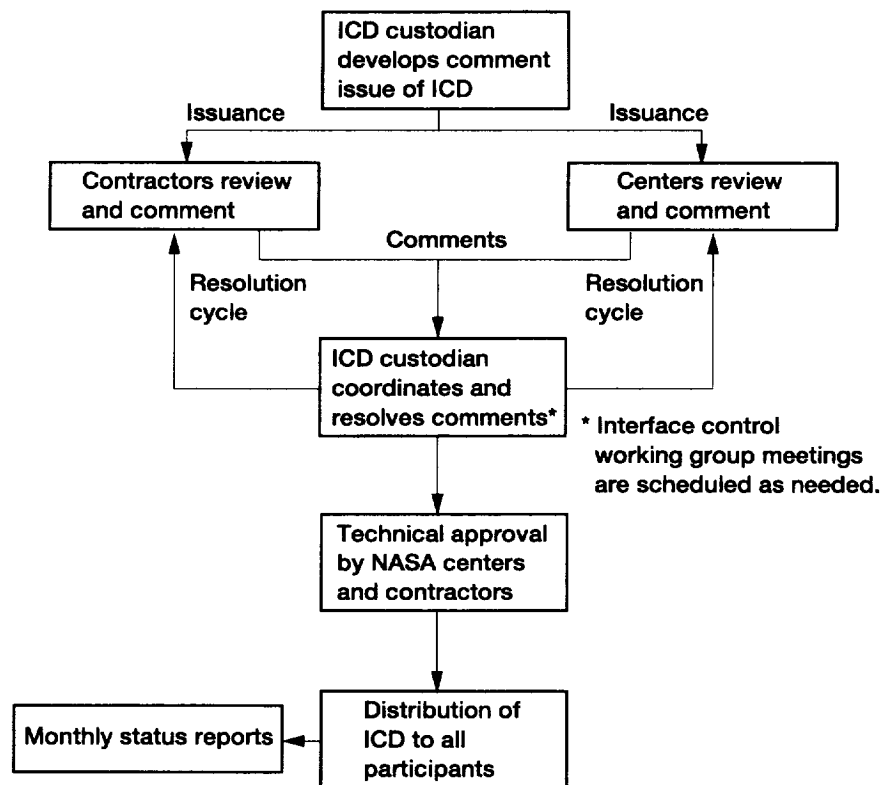 ICD custodian
develops comment
issue of ICD
Issuance
Issuance
Contractors review
and comment
Centers review
and comment
Comments
Resolution
cycle
Resolution
cycle
ICD custodian
coordinates and
resolves comments*
* Interface control
working group meetings
are scheduled as needed.
Technical approval
by NASA centers
and contractors
Distribution of
ICD to all
participants
Monthly status reports